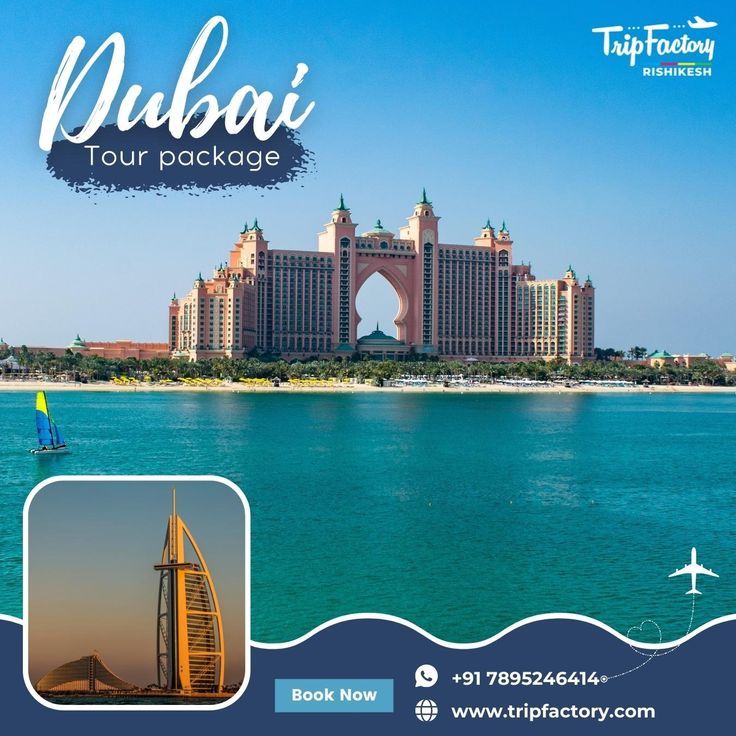 Dubai
Tour package
TripFactory
RISHIKESH
Book Now
+91 7895246414
www.tripfactory.com